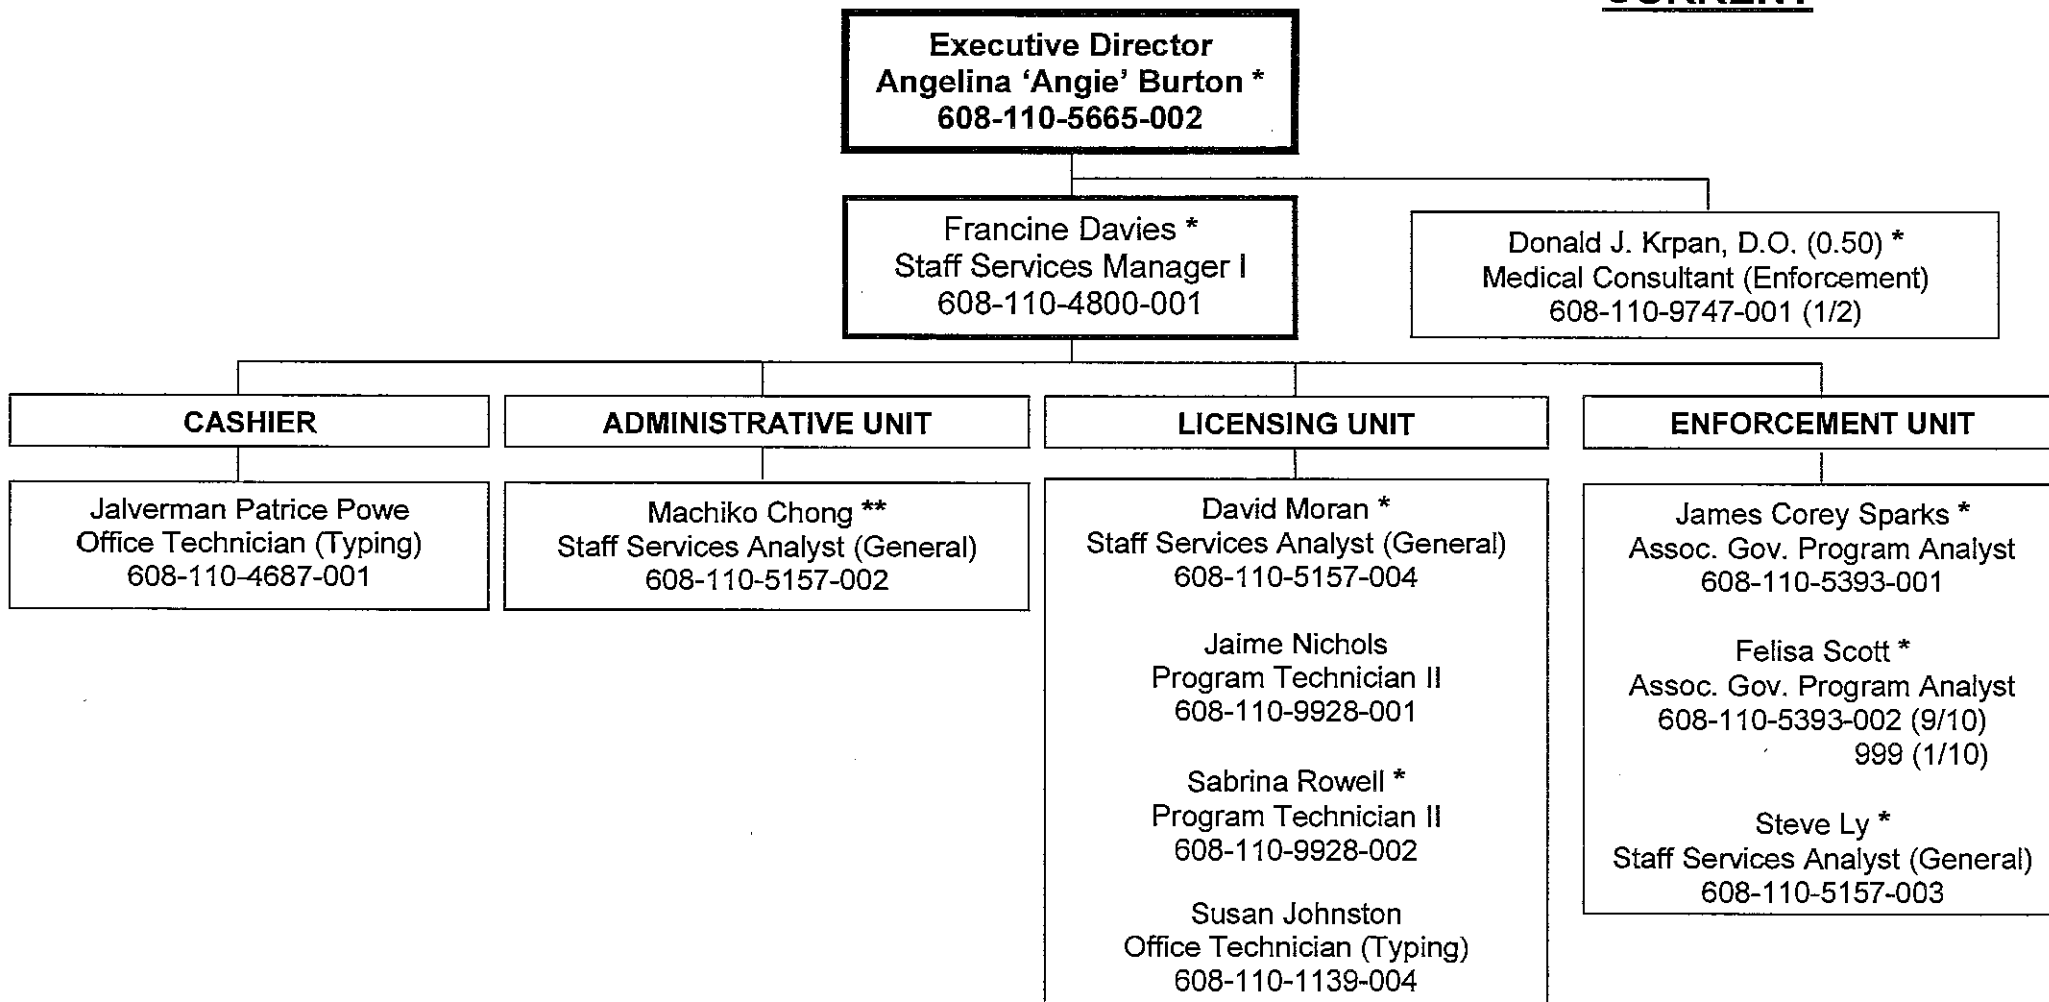 CURRENT
Executive Director
Angelina ‘Angie’ Burton *
608-110-5665-002
Francine Davies *
Staff Services Manager I
608-110-4800-001
Donald J. Krpan, D.O. (0.50) *
Medical Consultant (Enforcement)
608-110-9747-001 (1/2)
CASHIER
Jalverman Patrice Powe
Office Technician (Typing)
608-110-4687-001
ADMINISTRATIVE UNIT
Machiko Chong **
Staff Services Analyst (General)
608-110-5157-002
LICENSING UNIT
David Moran *
Staff Services Analyst (General)
608-110-5157-004
Jaime Nichols
Program Technician II
608-110-9928-001
Sabrina Rowell *
Program Technician II
608-110-9928-002
Susan Johnston
Office Technician (Typing)
608-110-1139-004
ENFORCEMENT UNIT
James Corey Sparks *
Assoc. Gov. Program Analyst
608-110-5393-001
Felisa Scott *
Assoc. Gov. Program Analyst
608-110-5393-002 (9/10)
999 (1/10)
Steve Ly *
Staff Services Analyst (General)
608-110-5157-003